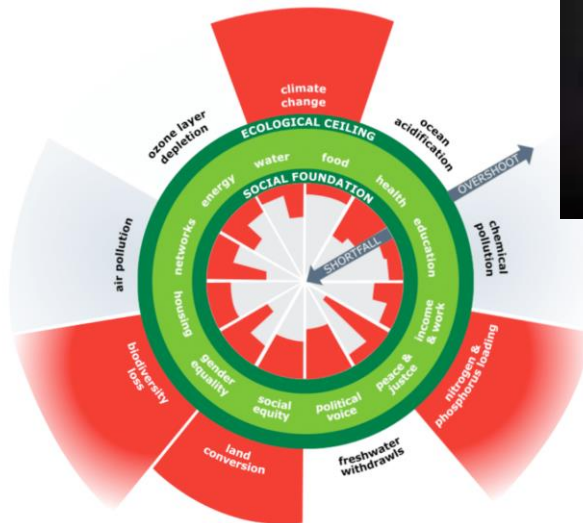 climate
change
ozone layer
depletion
ECOLOGICAL CEILING
ocean
acidification
water
food
energy
health
SOCIAL FOUNDATION
OVERSHOOT
networks
education
SHORTFALL
air pollution
chemical
pollution
housing
income
& work
biodiversity
loss
gender
equality
peace &
justce
nitrogen &
phosphorus loading
social
equity
political
voice
land
conversion
freshwater
withdrawls